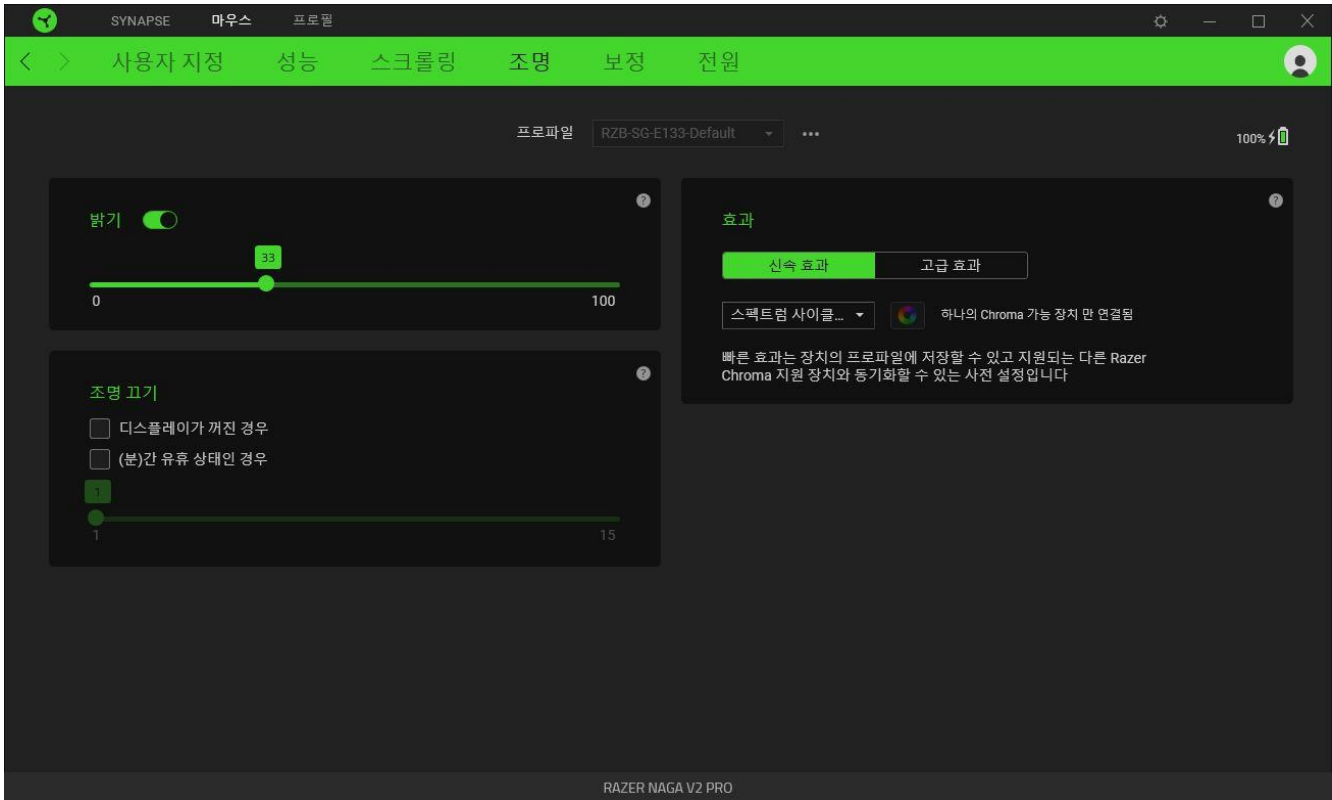 SYNAPSE 마우스 프로필
사용자 지정 성능 스크롤링 조명 보정 전원
프로파일 RZB-SG-E133-Default
100%
밝기
33
0 100
조명 끄기
디스플레이가 꺼진 경우
(분)간 유휴 상태인 경우
1
1 15
효과
신속 효과 고급 효과
스펙트럼 사이클... 하나의 Chroma 가능 장치 만 연결됨
빠른 효과는 장치의 프로파일에 저장할 수 있고 지원되는 다른 Razer
Chroma 지원 장치와 동기화할 수 있는 사전 설정입니다
RAZER NAGA V2 PRO